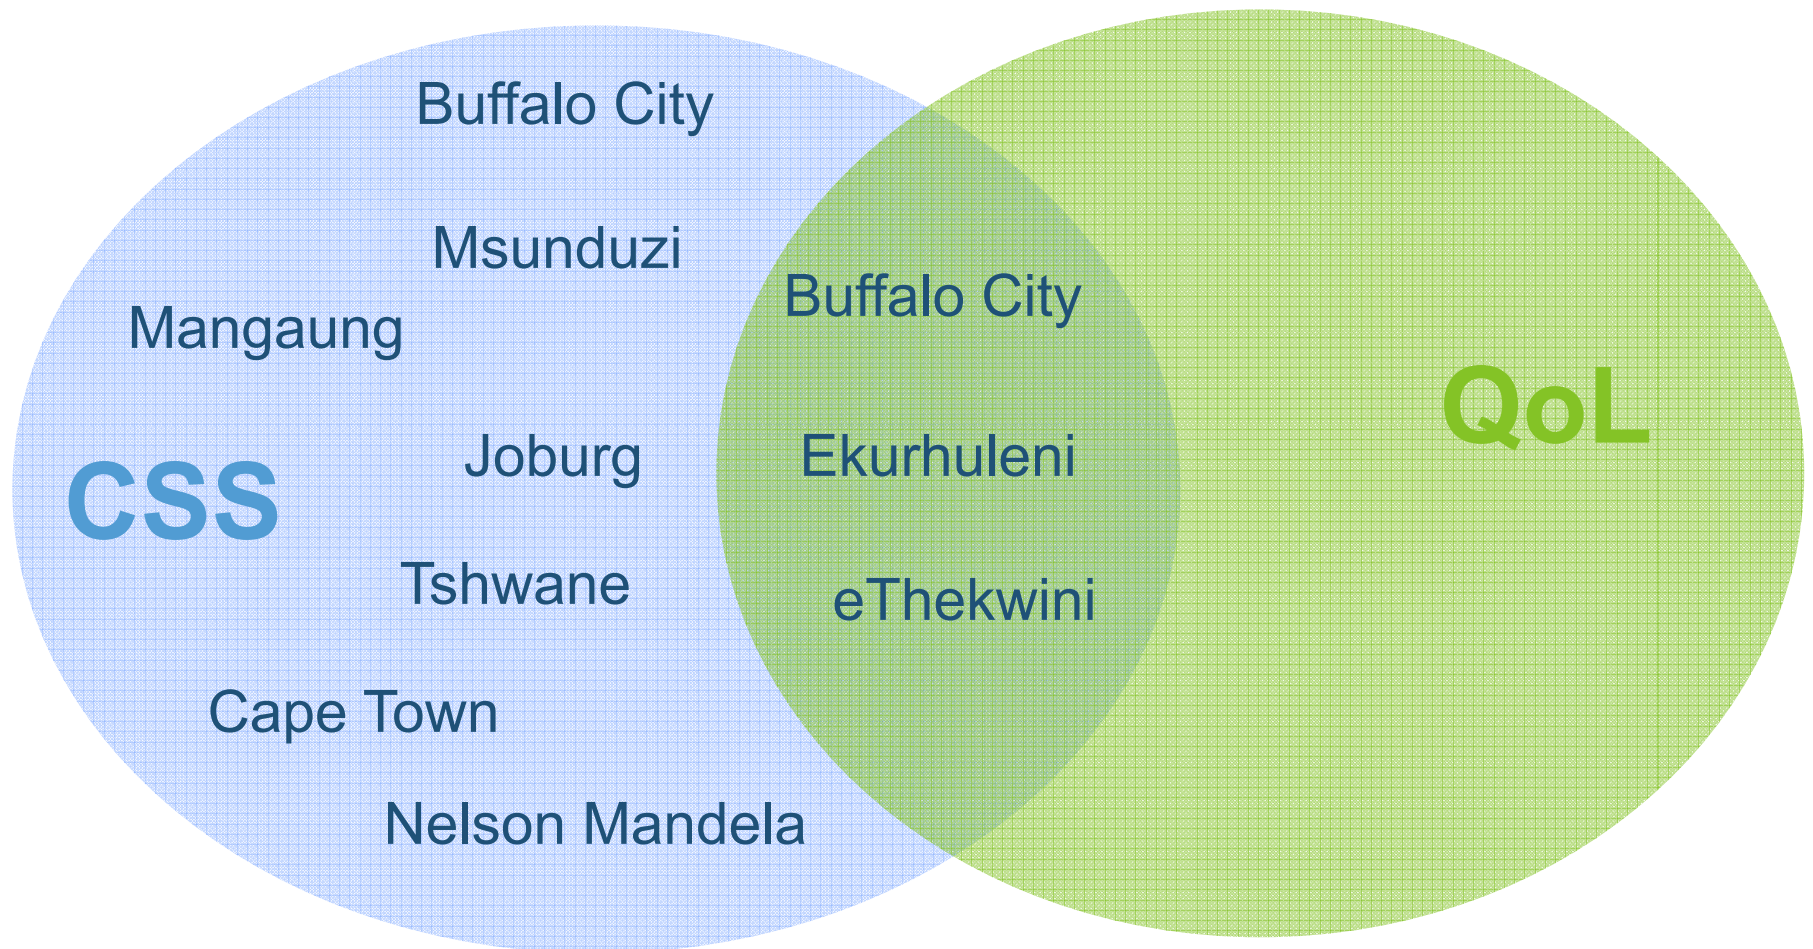 Buffalo City
Msunduzi
Mangaung
Joburg
CSS
Tshwane
Cape Town
Nelson Mandela
Buffalo City
Ekurhuleni
eThekwini
QoL